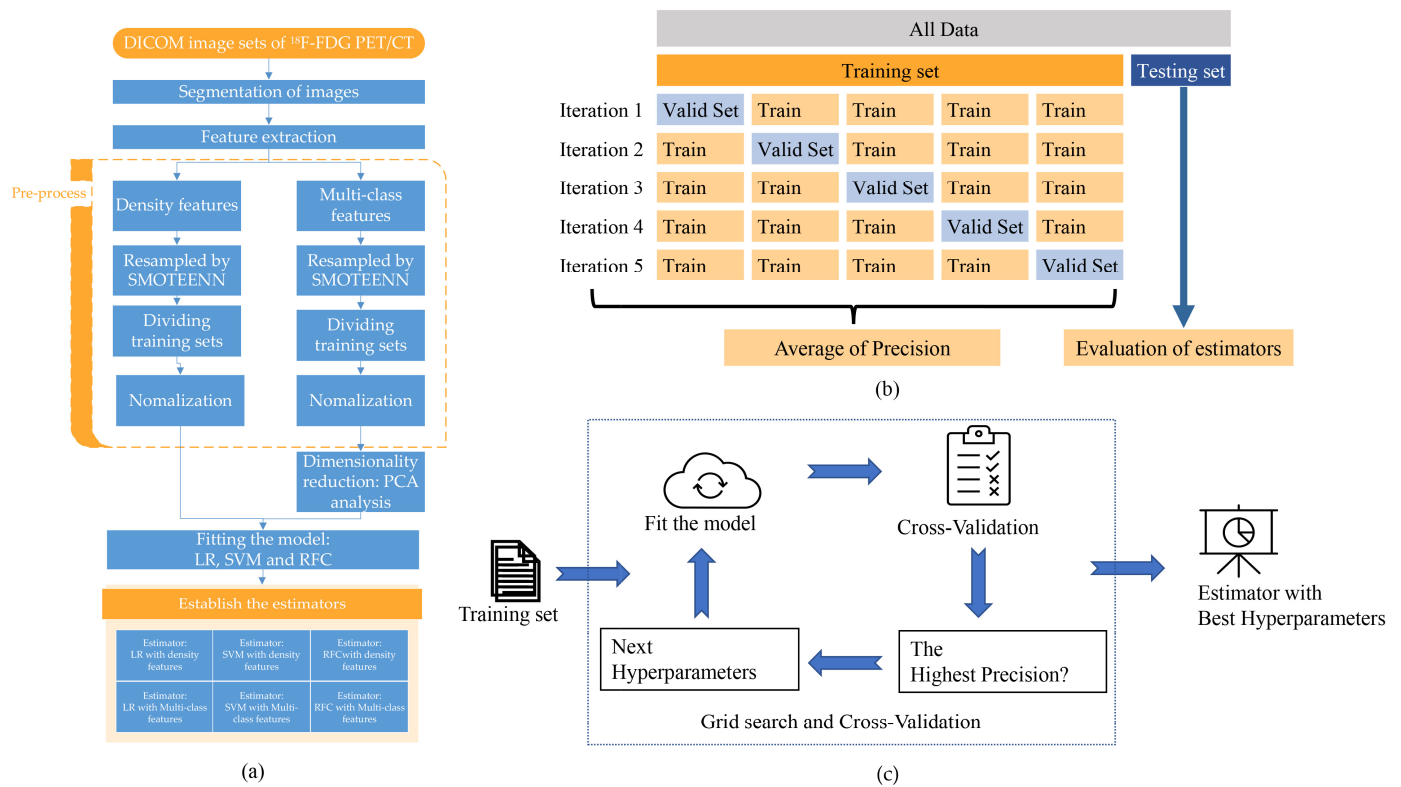 DICOM image sets of ¹⁸F-FDG PET/CT
Segmentation of images
Feature extraction
Pre-process
Density features
Multi-class
features
Resampled by
SMOTEENN
Resampled by
SMOTEENN
Dividing
training sets
Dividing
training sets
Nomalization
Nomalization
Dimensionality
reduction: PCA
analysis
Fitting the model:
LR, SVM and RFC
Establish the estimators
Estimator:
LR with density
features
Estimator:
SVM with density
features
Estimator:
RFCwith density
features
Estimator:
LR with Multi-class
features
Estimator:
SVM with Multi-
class features
Estimator:
RFC with Multi-class
features
(a)
All Data
Training set
Testing set
Iteration 1 Valid Set Train Train Train Train
Iteration 2 Train Valid Set Train Train Train
Iteration 3 Train Train Valid Set Train Train
Iteration 4 Train Train Train Valid Set Train
Iteration 5 Train Train Train Train Valid Set
Average of Precision
Evaluation of estimators
(b)
Training set
Fit the model
Cross-Validation
The
Highest Precision?
Next
Hyperparameters
Grid search and Cross-Validation
Estimator with
Best Hyperparameters
(c)